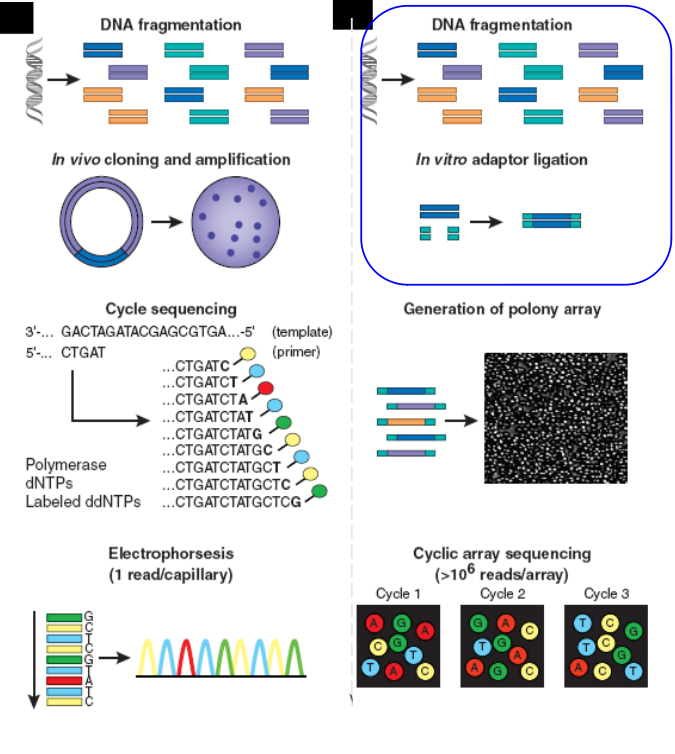 DNA fragmentation
In vivo cloning and amplification
Cycle sequencing
3'-... GACTAGATACGAGCGTGA...-5' (template)
5'-... CTGAT (primer)
...CTGATC
...CTGATCT
...CTGATCTA
...CTGATCTAT
...CTGATCTATG
...CTGATCTATGC
...CTGATCTATGCT
...CTGATCTATGCTC
...CTGATCTATGCTCG
Polymerase
dNTPs
Labeled ddNTPs
Electrophorsesis
(1 read/capillary)
G
C
T
C
G
T
A
T
C
DNA fragmentation
In vitro adaptor ligation
Generation of polony array
Cyclic array sequencing
(>10⁶ reads/array)
Cycle 1
A G A
C G T
T A C
Cycle 2
G A C
T G A
A G C
Cycle 3
T C G
T C G
A C T